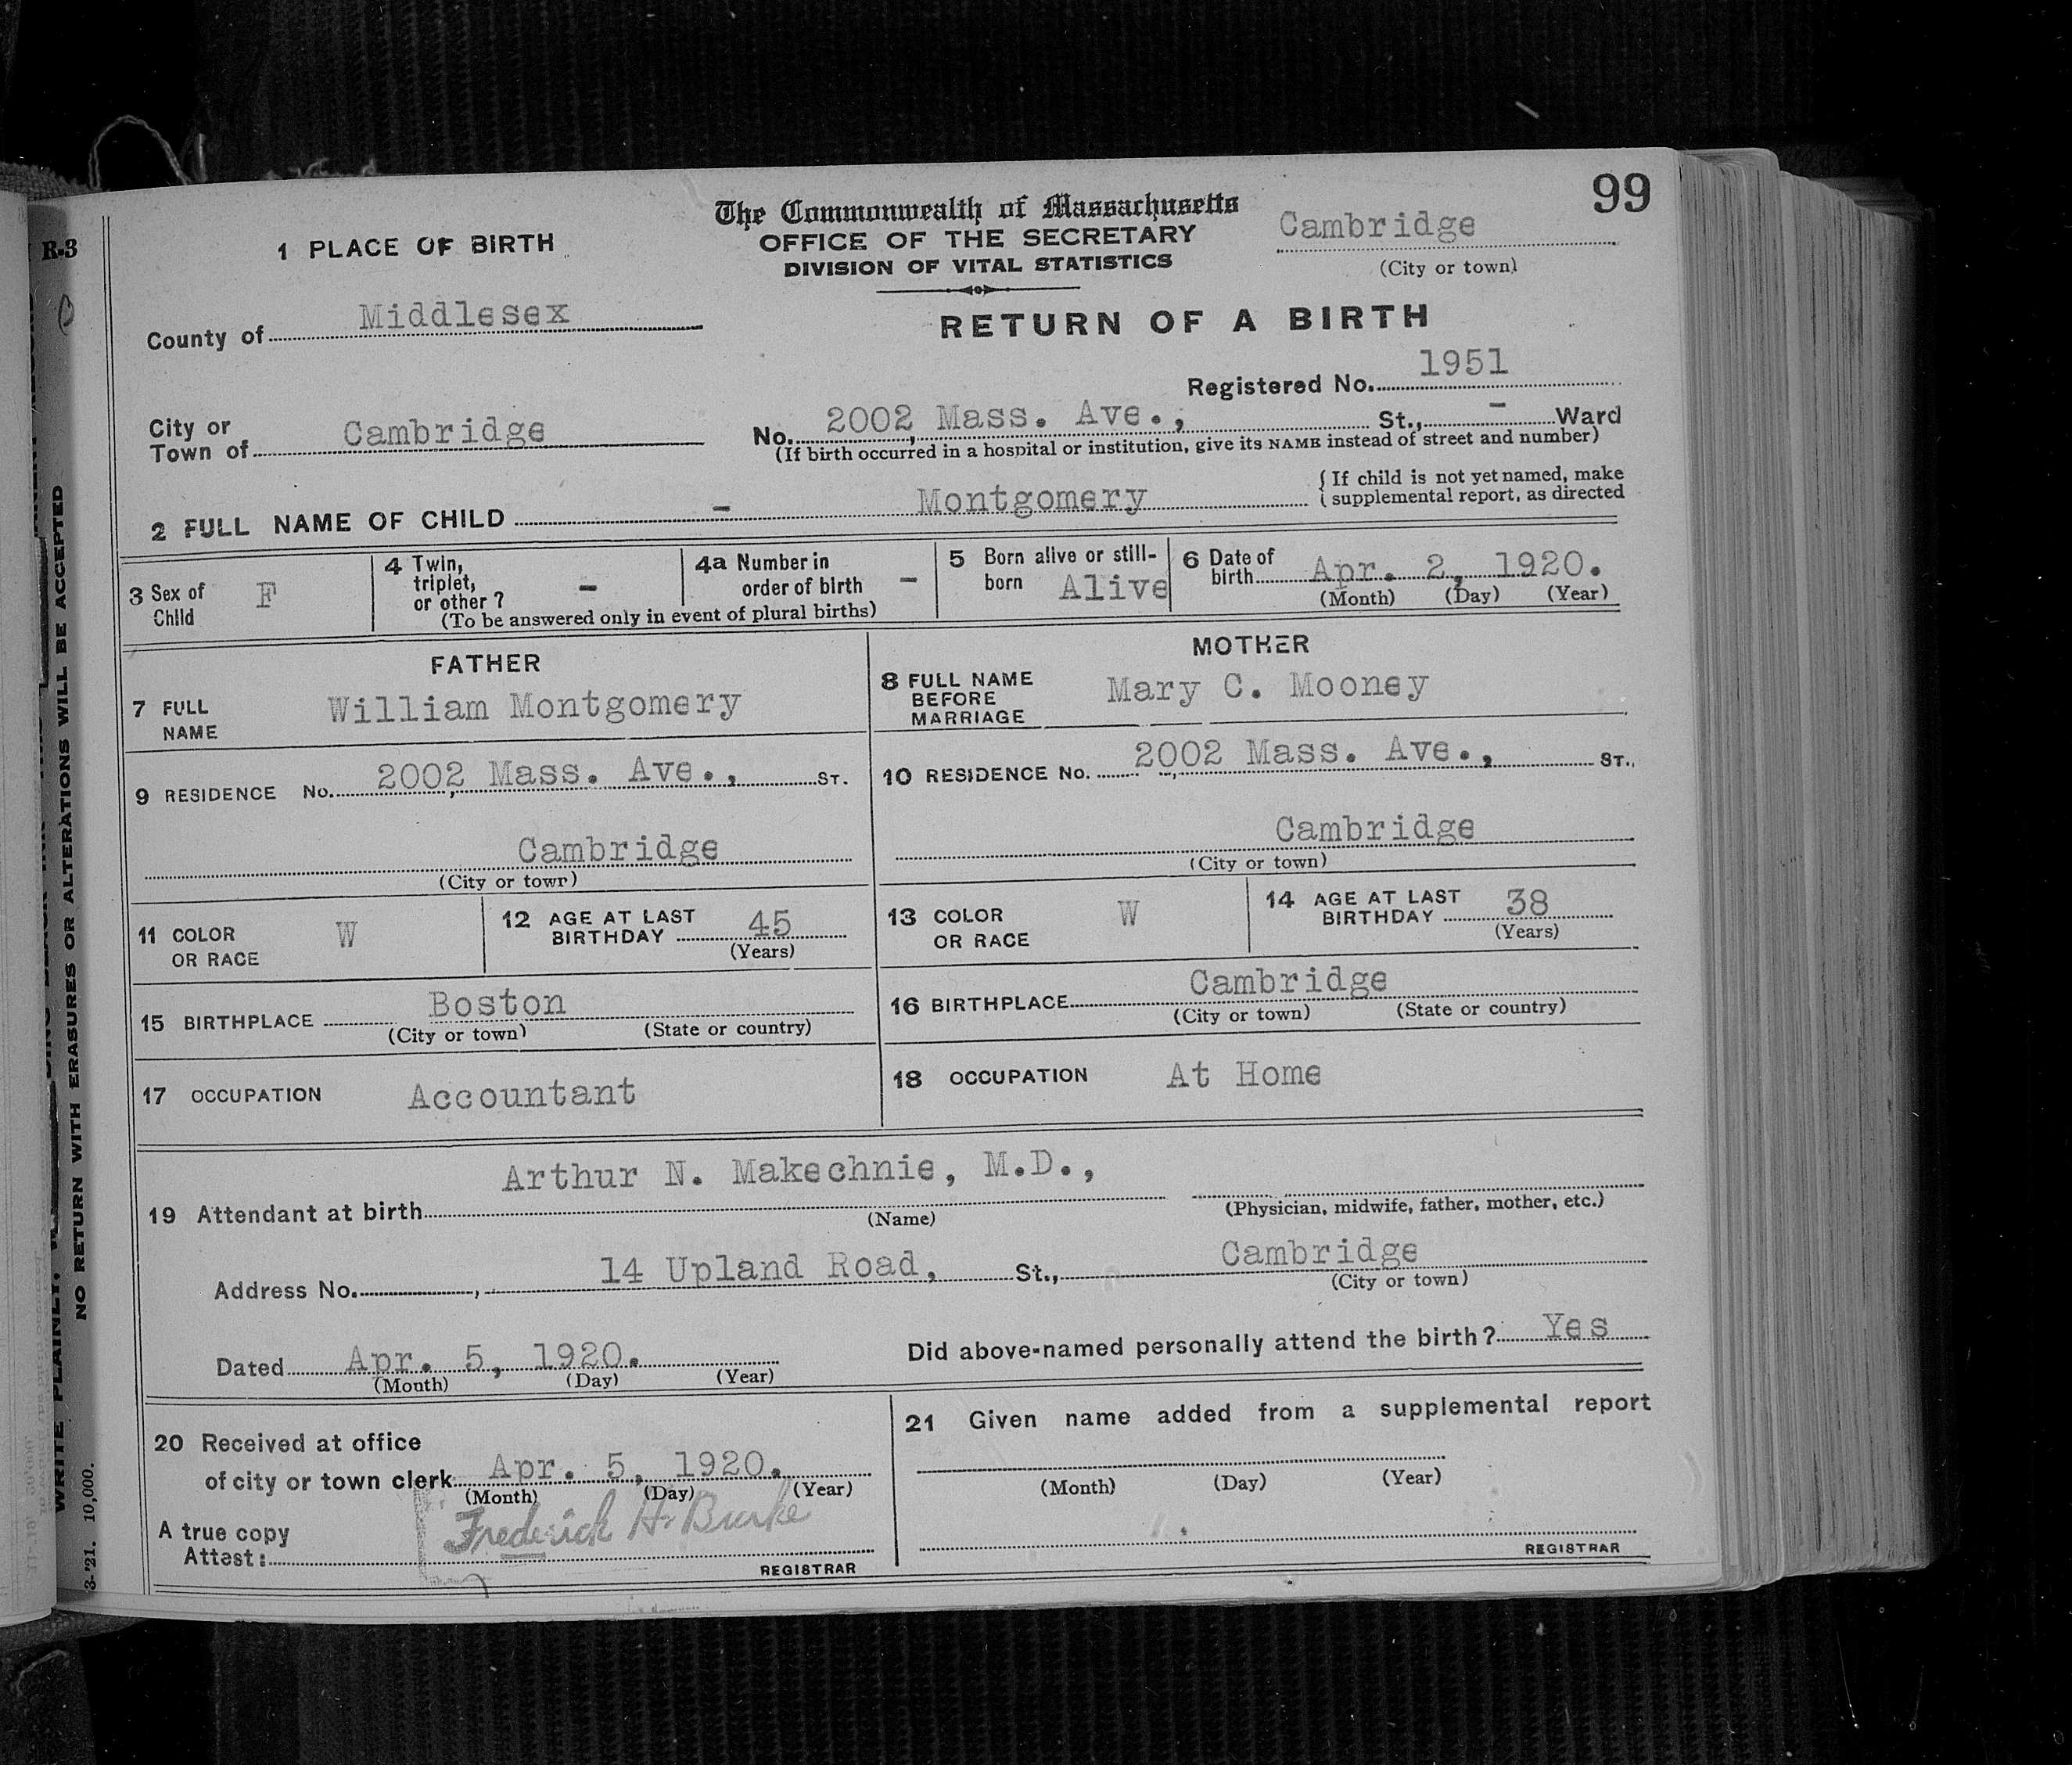 99
The Commonwealth of Massachusetts
OFFICE OF THE SECRETARY
DIVISION OF VITAL STATISTICS
Cambridge
(City or town)
R-3
1 PLACE OF BIRTH
RETURN OF A BIRTH
County of Middlesex
Registered No. 1951
City or Town of Cambridge
No. 2002, Mass. Ave., St., - Ward
(If birth occurred in a hospital or institution, give its NAME instead of street and number)
2 FULL NAME OF CHILD - Montgomery
{If child is not yet named, make
supplemental report, as directed
3 Sex of Child F
4 Twin, triplet, or other? -
4a Number in order of birth -
(To be answered only in event of plural births)
5 Born alive or still-born Alive
6 Date of birth Apr. 2, 1920.
(Month) (Day) (Year)
FATHER
7 FULL NAME William Montgomery
9 RESIDENCE No. 2002, Mass. Ave., ST.
Cambridge
(City or town)
11 COLOR OR RACE W
12 AGE AT LAST BIRTHDAY 45
(Years)
15 BIRTHPLACE Boston
(City or town) (State or country)
17 OCCUPATION Accountant
MOTHER
8 FULL NAME BEFORE MARRIAGE Mary C. Mooney
10 RESIDENCE No. 2002 Mass. Ave., ST.,
Cambridge
(City or town)
13 COLOR OR RACE W
14 AGE AT LAST BIRTHDAY 38
(Years)
16 BIRTHPLACE Cambridge
(City or town) (State or country)
18 OCCUPATION At Home
19 Attendant at birth Arthur N. Makechnie, M.D.,
(Name) (Physician, midwife, father, mother, etc.)
Address No. , 14 Upland Road, St., Cambridge
(City or town)
Dated Apr. 5, 1920.
(Month) (Day) (Year)
Did above-named personally attend the birth? Yes
20 Received at office
of city or town clerk Apr. 5, 1920.
(Month) (Day) (Year)
A true copy
Attest: Frederick H. Burke
REGISTRAR
21 Given name added from a supplemental report
(Month) (Day) (Year)
REGISTRAR
WRITE PLAINLY.
NO RETURN WITH ERASURES OR ALTERATIONS WILL BE ACCEPTED
3-'21. 10,000.